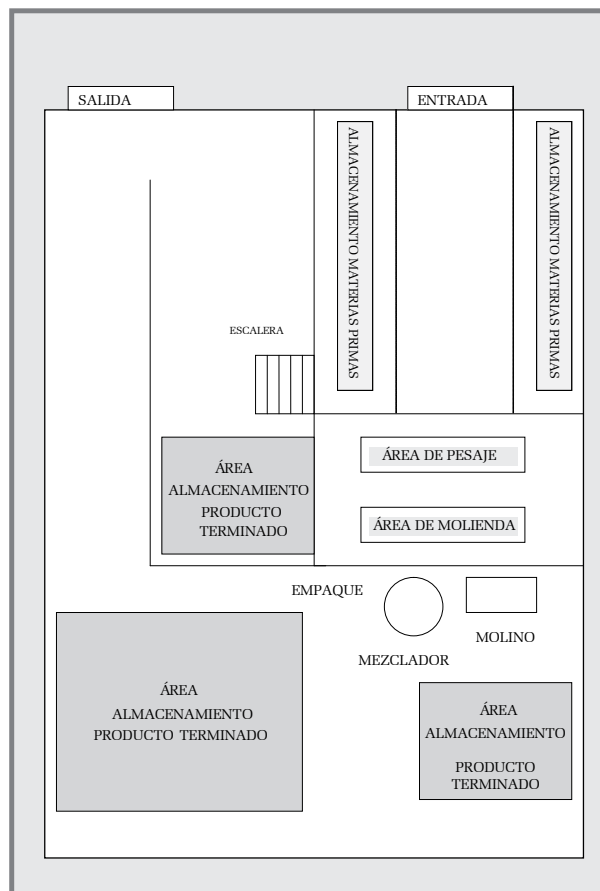 SALIDA
ENTRADA
ALMACENAMIENTO MATERIAS PRIMAS
ALMACENAMIENTO MATERIAS PRIMAS
ESCALERA
ÁREA DE PESAJE
ÁREA
ALMACENAMIENTO
PRODUCTO
TERMINADO
ÁREA DE MOLIENDA
EMPAQUE
MOLINO
MEZCLADOR
ÁREA
ALMACENAMIENTO
PRODUCTO TERMINADO
ÁREA
ALMACENAMIENTO
PRODUCTO
TERMINADO